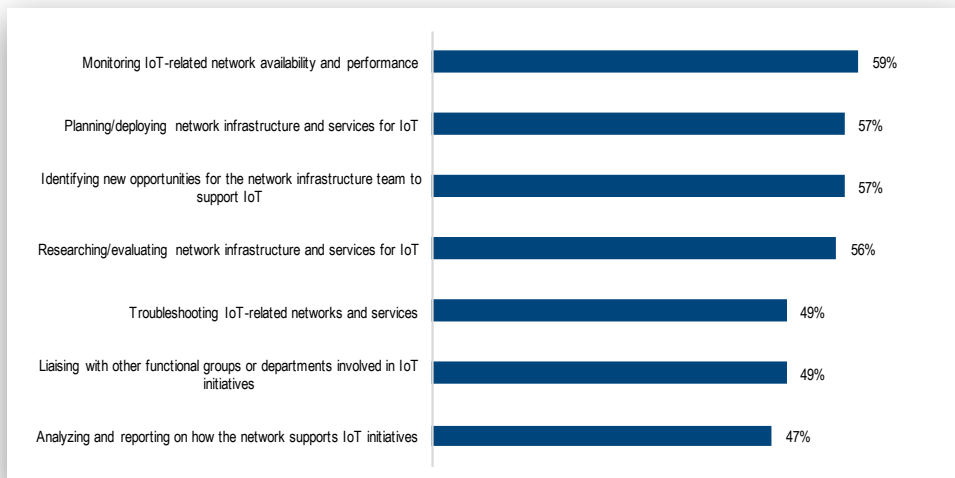 Monitoring IoT-related network availability and performance 59%
Planning/deploying network infrastructure and services for IoT 57%
Identifying new opportunities for the network infrastructure team to
support IoT 57%
Researching/evaluating network infrastructure and services for IoT 56%
Troubleshooting IoT-related networks and services 49%
Liaising with other functional groups or departments involved in IoT
initiatives 49%
Analyzing and reporting on how the network supports IoT initiatives 47%